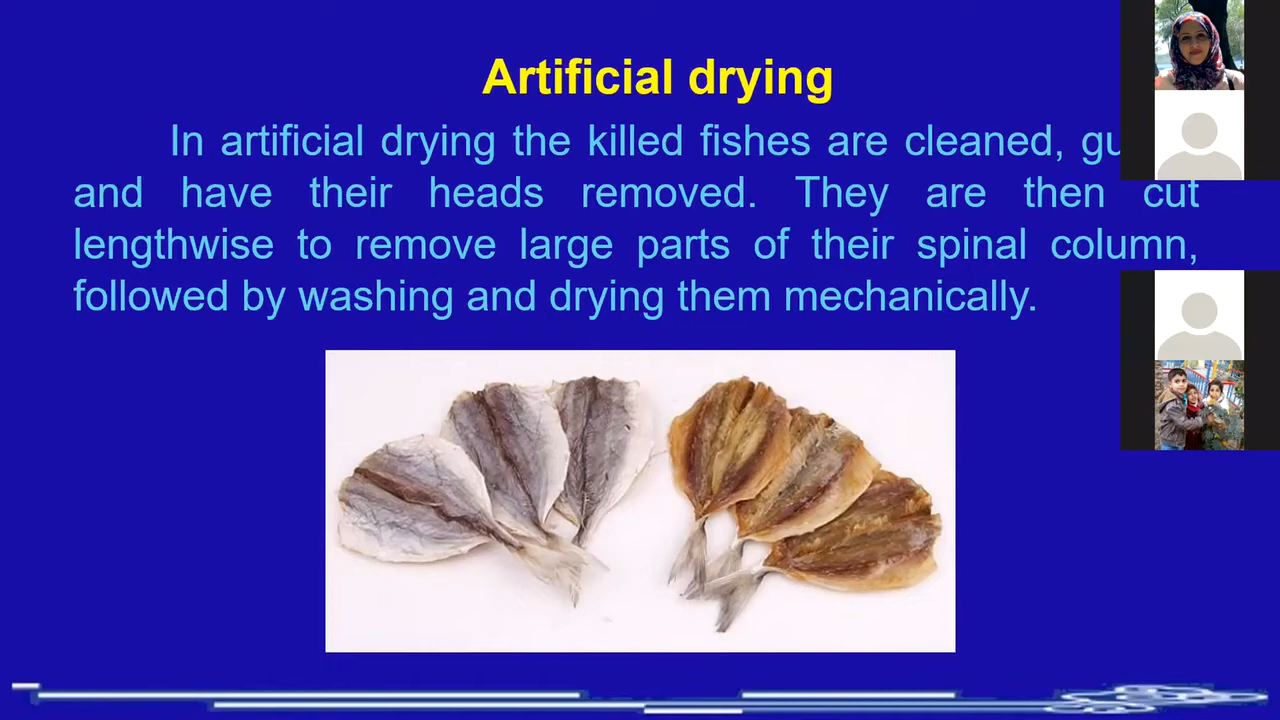 Artificial drying
In artificial drying the killed fishes are cleaned,
and have their heads removed. They are then cut
lengthwise to remove large parts of their spinal column,
followed by washing and drying them mechanically.